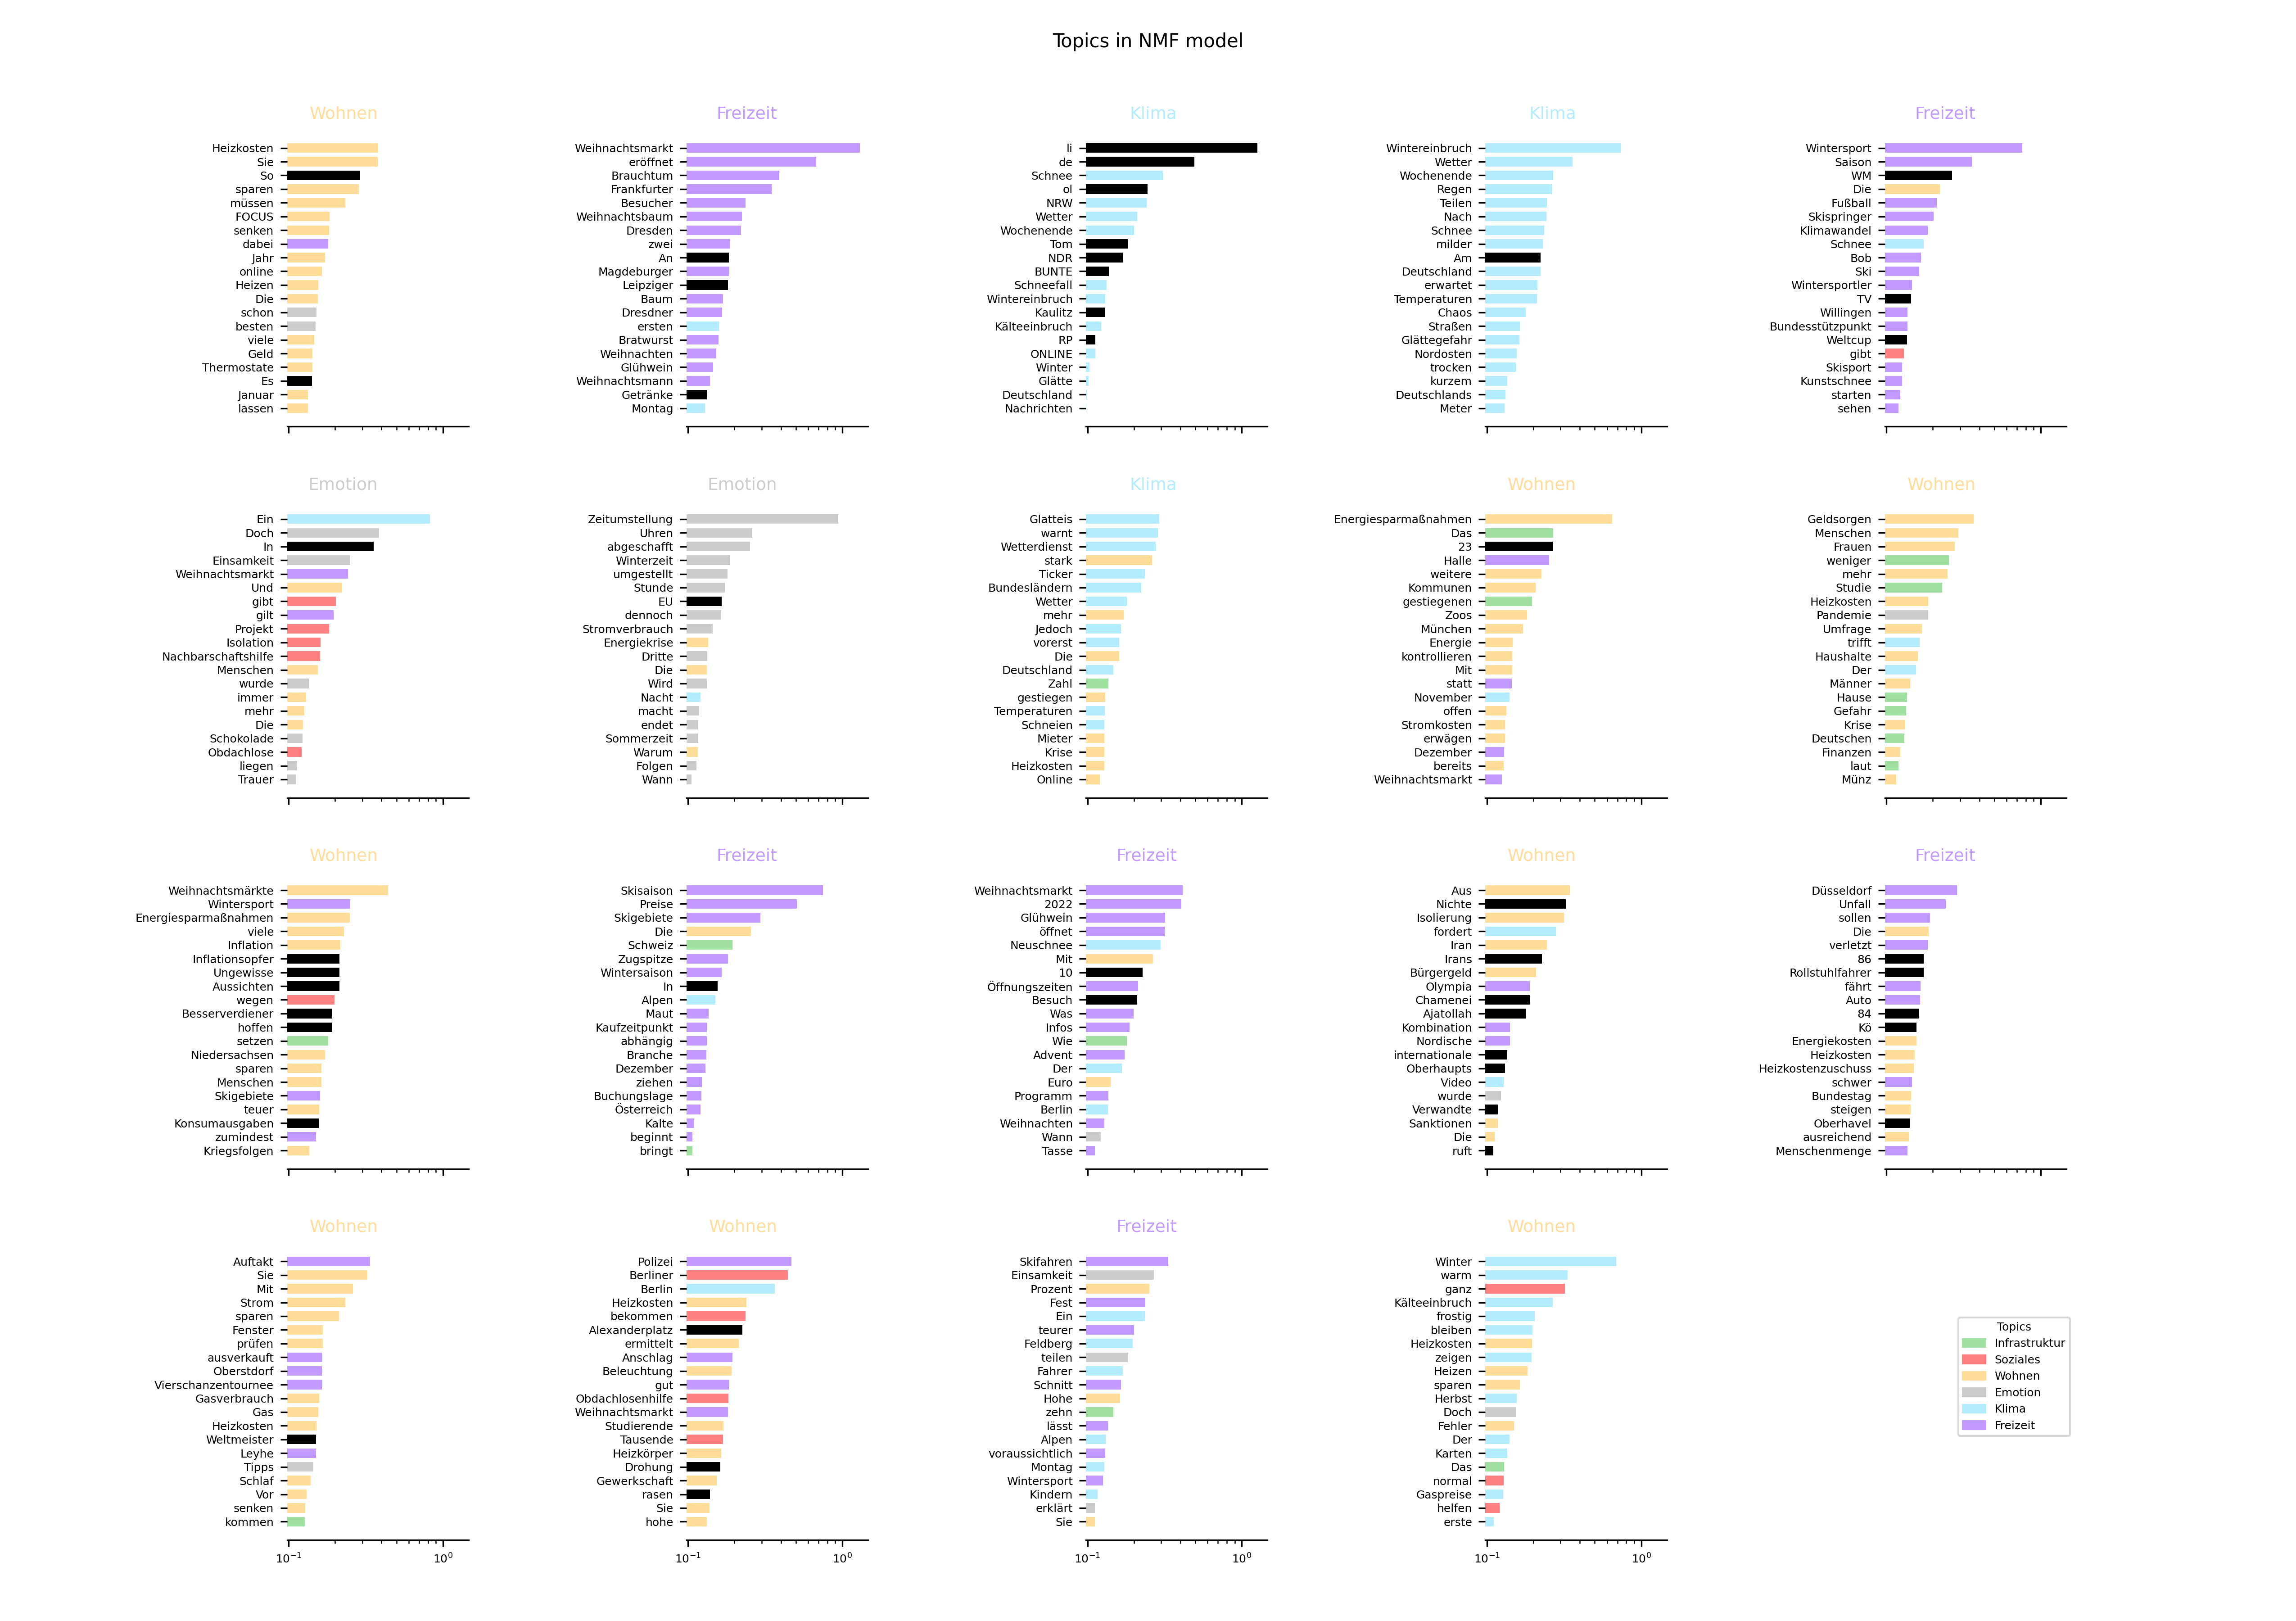 Topics in NMF model
Wohnen
Heizkosten
Sie
So
sparen
müssen
FOCUS
senken
dabei
Jahr
online
Heizen
Die
schon
besten
viele
Geld
Thermostate
Es
Januar
lassen
Freizeit
Weihnachtsmarkt
eröffnet
Brauchtum
Frankfurter
Besucher
Weihnachtsbaum
Dresden
zwei
An
Magdeburger
Leipziger
Baum
Dresdner
ersten
Bratwurst
Weihnachten
Glühwein
Weihnachtsmann
Getränke
Montag
Klima
li
de
Schnee
ol
NRW
Wetter
Wochenende
Tom
NDR
BUNTE
Schneefall
Wintereinbruch
Kaulitz
Kälteeinbruch
RP
ONLINE
Winter
Glätte
Deutschland
Nachrichten
Klima
Wintereinbruch
Wetter
Wochenende
Regen
Teilen
Nach
Schnee
milder
Am
Deutschland
erwartet
Temperaturen
Chaos
Straßen
Glättegefahr
Nordosten
trocken
kurzem
Deutschlands
Meter
Freizeit
Wintersport
Saison
WM
Die
Fußball
Skispringer
Klimawandel
Schnee
Bob
Ski
Wintersportler
TV
Willingen
Bundesstützpunkt
Weltcup
gibt
Skisport
Kunstschnee
starten
sehen
Emotion
Ein
Doch
In
Einsamkeit
Weihnachtsmarkt
Und
gibt
gilt
Projekt
Isolation
Nachbarschaftshilfe
Menschen
wurde
immer
mehr
Die
Schokolade
Obdachlose
liegen
Trauer
Emotion
Zeitumstellung
Uhren
abgeschafft
Winterzeit
umgestellt
Stunde
EU
dennoch
Stromverbrauch
Energiekrise
Dritte
Die
Wird
Nacht
macht
endet
Sommerzeit
Warum
Folgen
Wann
Klima
Glatteis
warnt
Wetterdienst
stark
Ticker
Bundesländern
Wetter
mehr
Jedoch
vorerst
Die
Deutschland
Zahl
gestiegen
Temperaturen
Schneien
Mieter
Krise
Heizkosten
Online
Wohnen
Energiesparmaßnahmen
Das
23
Halle
weitere
Kommunen
gestiegenen
Zoos
München
Energie
kontrollieren
Mit
statt
November
offen
Stromkosten
erwägen
Dezember
bereits
Weihnachtsmarkt
Wohnen
Geldsorgen
Menschen
Frauen
weniger
mehr
Studie
Heizkosten
Pandemie
Umfrage
trifft
Haushalte
Der
Männer
Hause
Gefahr
Krise
Deutschen
Finanzen
laut
Münz
Wohnen
Weihnachtsmärkte
Wintersport
Energiesparmaßnahmen
viele
Inflation
Inflationsopfer
Ungewisse
Aussichten
wegen
Besserverdiener
hoffen
setzen
Niedersachsen
sparen
Menschen
Skigebiete
teuer
Konsumausgaben
zumindest
Kriegsfolgen
Freizeit
Skisaison
Preise
Skigebiete
Die
Schweiz
Zugspitze
Wintersaison
In
Alpen
Maut
Kaufzeitpunkt
abhängig
Branche
Dezember
ziehen
Buchungslage
Österreich
Kalte
beginnt
bringt
Freizeit
Weihnachtsmarkt
2022
Glühwein
öffnet
Neuschnee
Mit
10
Öffnungszeiten
Besuch
Was
Infos
Wie
Advent
Der
Euro
Programm
Berlin
Weihnachten
Wann
Tasse
Wohnen
Aus
Nichte
Isolierung
fordert
Iran
Irans
Bürgergeld
Olympia
Chamenei
Ajatollah
Kombination
Nordische
internationale
Oberhaupts
Video
wurde
Verwandte
Sanktionen
Die
ruft
Freizeit
Düsseldorf
Unfall
sollen
Die
verletzt
86
Rollstuhlfahrer
fährt
Auto
84
Kö
Energiekosten
Heizkosten
Heizkostenzuschuss
schwer
Bundestag
steigen
Oberhavel
ausreichend
Menschenmenge
Wohnen
Auftakt
Sie
Mit
Strom
sparen
Fenster
prüfen
ausverkauft
Oberstdorf
Vierschanzentournee
Gasverbrauch
Gas
Heizkosten
Weltmeister
Leyhe
Tipps
Schlaf
Vor
senken
kommen
10⁻¹ 10⁰
Wohnen
Polizei
Berliner
Berlin
Heizkosten
bekommen
Alexanderplatz
ermittelt
Anschlag
Beleuchtung
gut
Obdachlosenhilfe
Weihnachtsmarkt
Studierende
Tausende
Heizkörper
Drohung
Gewerkschaft
rasen
Sie
hohe
10⁻¹ 10⁰
Freizeit
Skifahren
Einsamkeit
Prozent
Fest
Ein
teurer
Feldberg
teilen
Fahrer
Schnitt
Hohe
zehn
lässt
Alpen
voraussichtlich
Montag
Wintersport
Kindern
erklärt
Sie
10⁻¹ 10⁰
Wohnen
Winter
warm
ganz
Kälteeinbruch
frostig
bleiben
Heizkosten
zeigen
Heizen
sparen
Herbst
Doch
Fehler
Der
Karten
Das
normal
Gaspreise
helfen
erste
10⁻¹ 10⁰
Topics
Infrastruktur
Soziales
Wohnen
Emotion
Klima
Freizeit